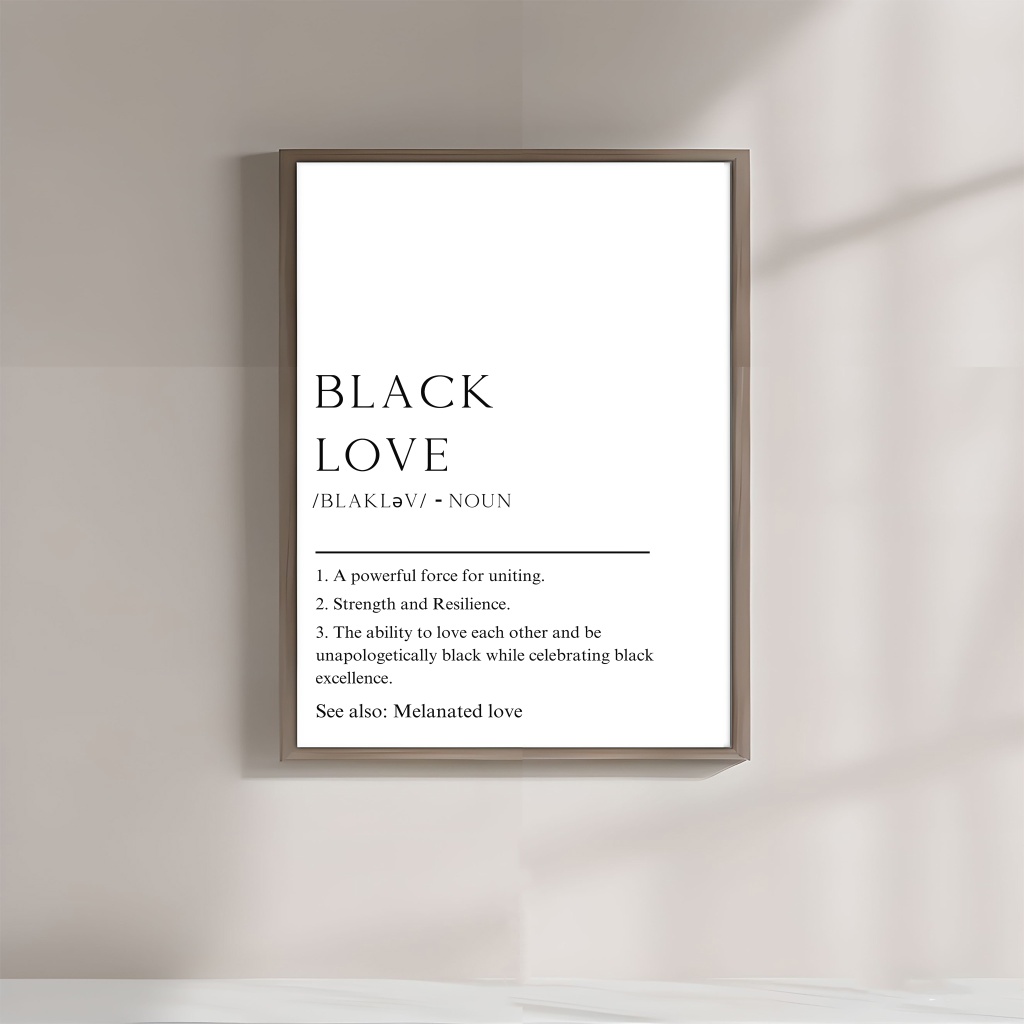 BLACK
LOVE
/BLAKLəV/ - NOUN
1. A powerful force for uniting.
2. Strength and Resilience.
3. The ability to love each other and be
unapologetically black while celebrating black
excellence.
See also: Melanated love